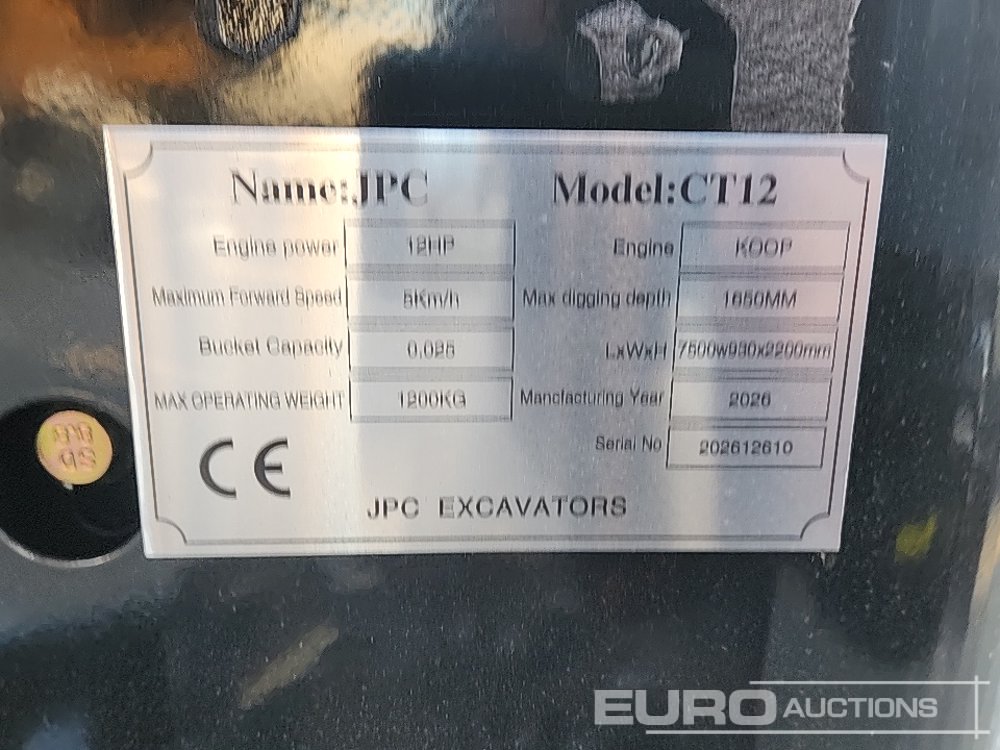 Name:JPC Model:CT12
Engine power 12HP Engine KOOP
Maximum Forward Speed 5Km/h Max digging depth 1650MM
Bucket Capacity 0,025 LxWxH 7500w930x2200mm
MAX OPERATING WEIGHT 1200KG Manctacturing Year 2026
Serial No 202612610
CE
JPC EXCAVATORS
EURO AUCTIONS